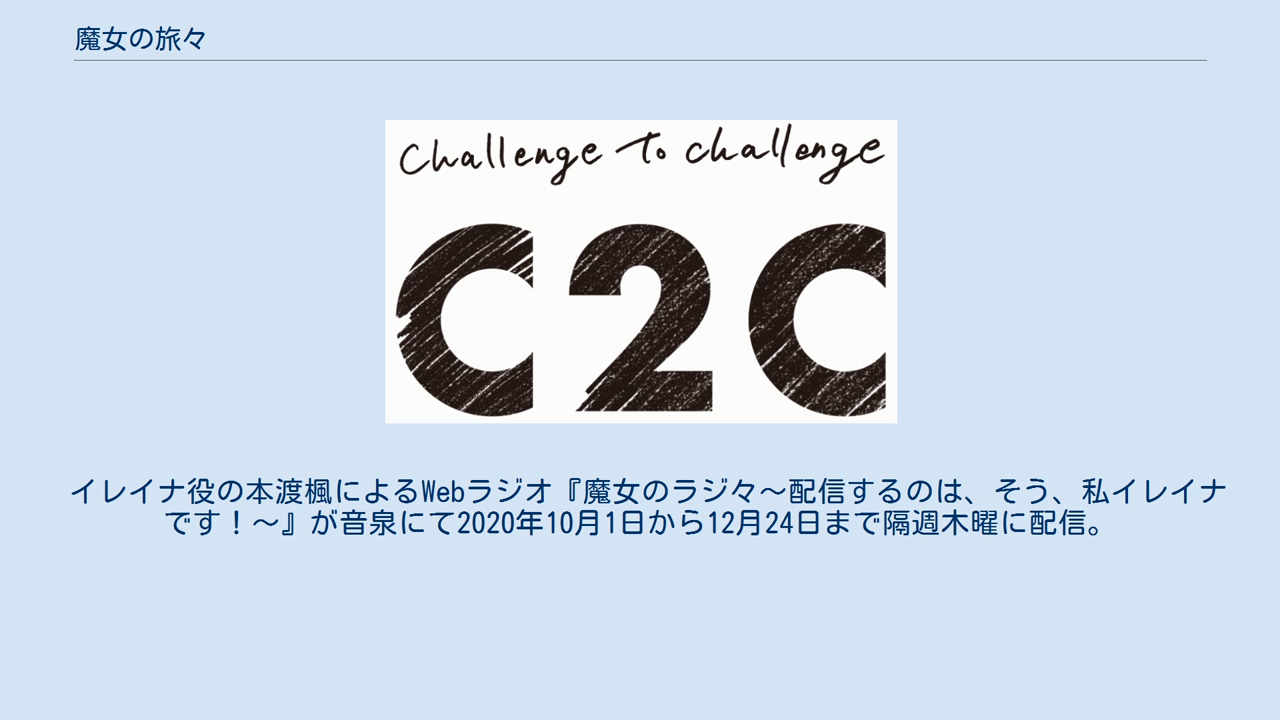 魔女の旅々
Challenge To challenge
C2C
イレイナ役の本渡楓によるWebラジオ『魔女のラジ々〜配信するのは、そう、私イレイナ
です！〜』が音泉にて2020年10月1日から12月24日まで隔週木曜に配信。